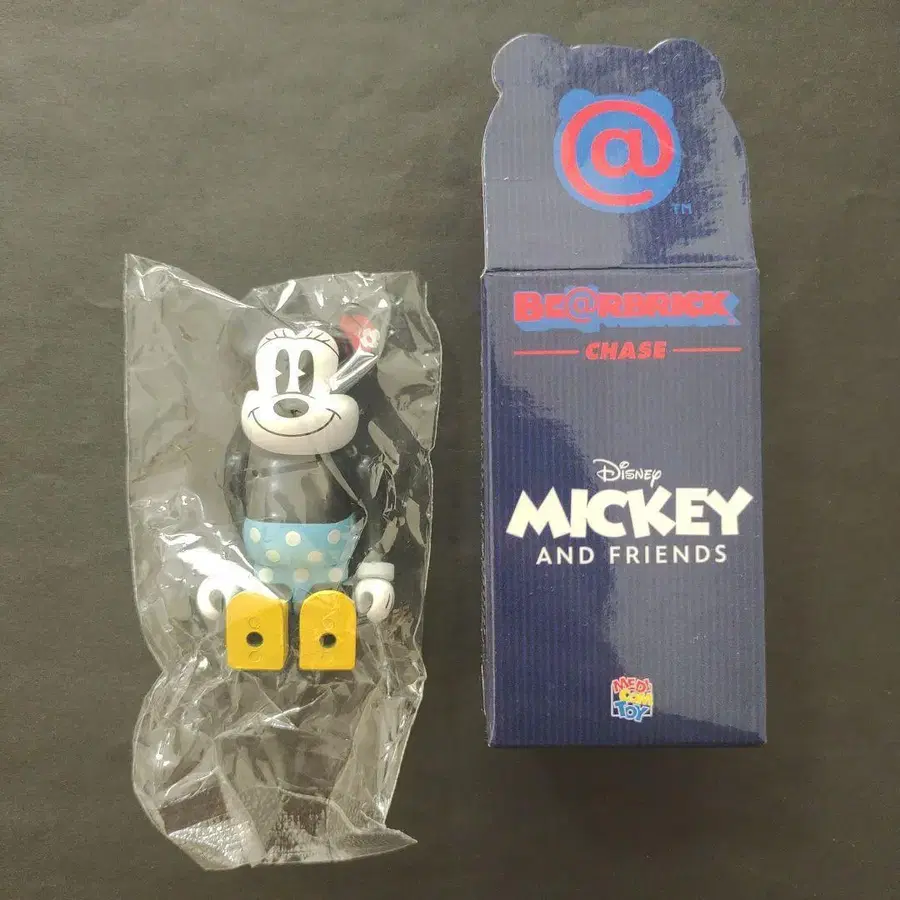 @
TM
BE@RBRICK
CHASE
Disney
MICKEY
AND FRIENDS
MEDI
COM
TOY